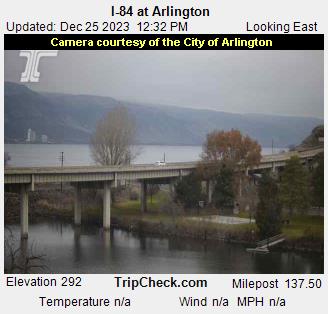 I-84 at Arlington
Updated: Dec 25 2023 12:32 PM Looking East
Camera courtesy of the City of Arlington
Elevation 292 TripCheck.com Milepost 137.50
Temperature n/a Wind n/a MPH n/a